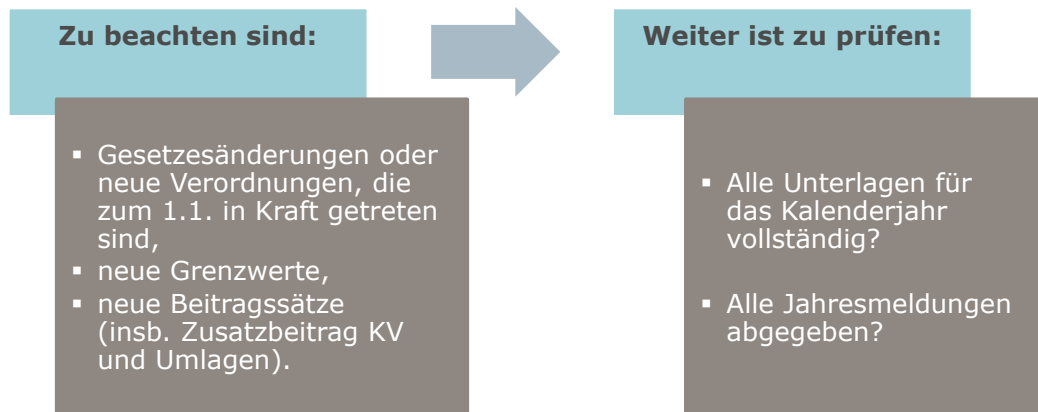 Zu beachten sind:
▪ Gesetzesänderungen oder
neue Verordnungen, die
zum 1.1. in Kraft getreten
sind,
▪ neue Grenzwerte,
▪ neue Beitragssätze
(insb. Zusatzbeitrag KV
und Umlagen).
Weiter ist zu prüfen:
▪ Alle Unterlagen für
das Kalenderjahr
vollständig?
▪ Alle Jahresmeldungen
abgegeben?